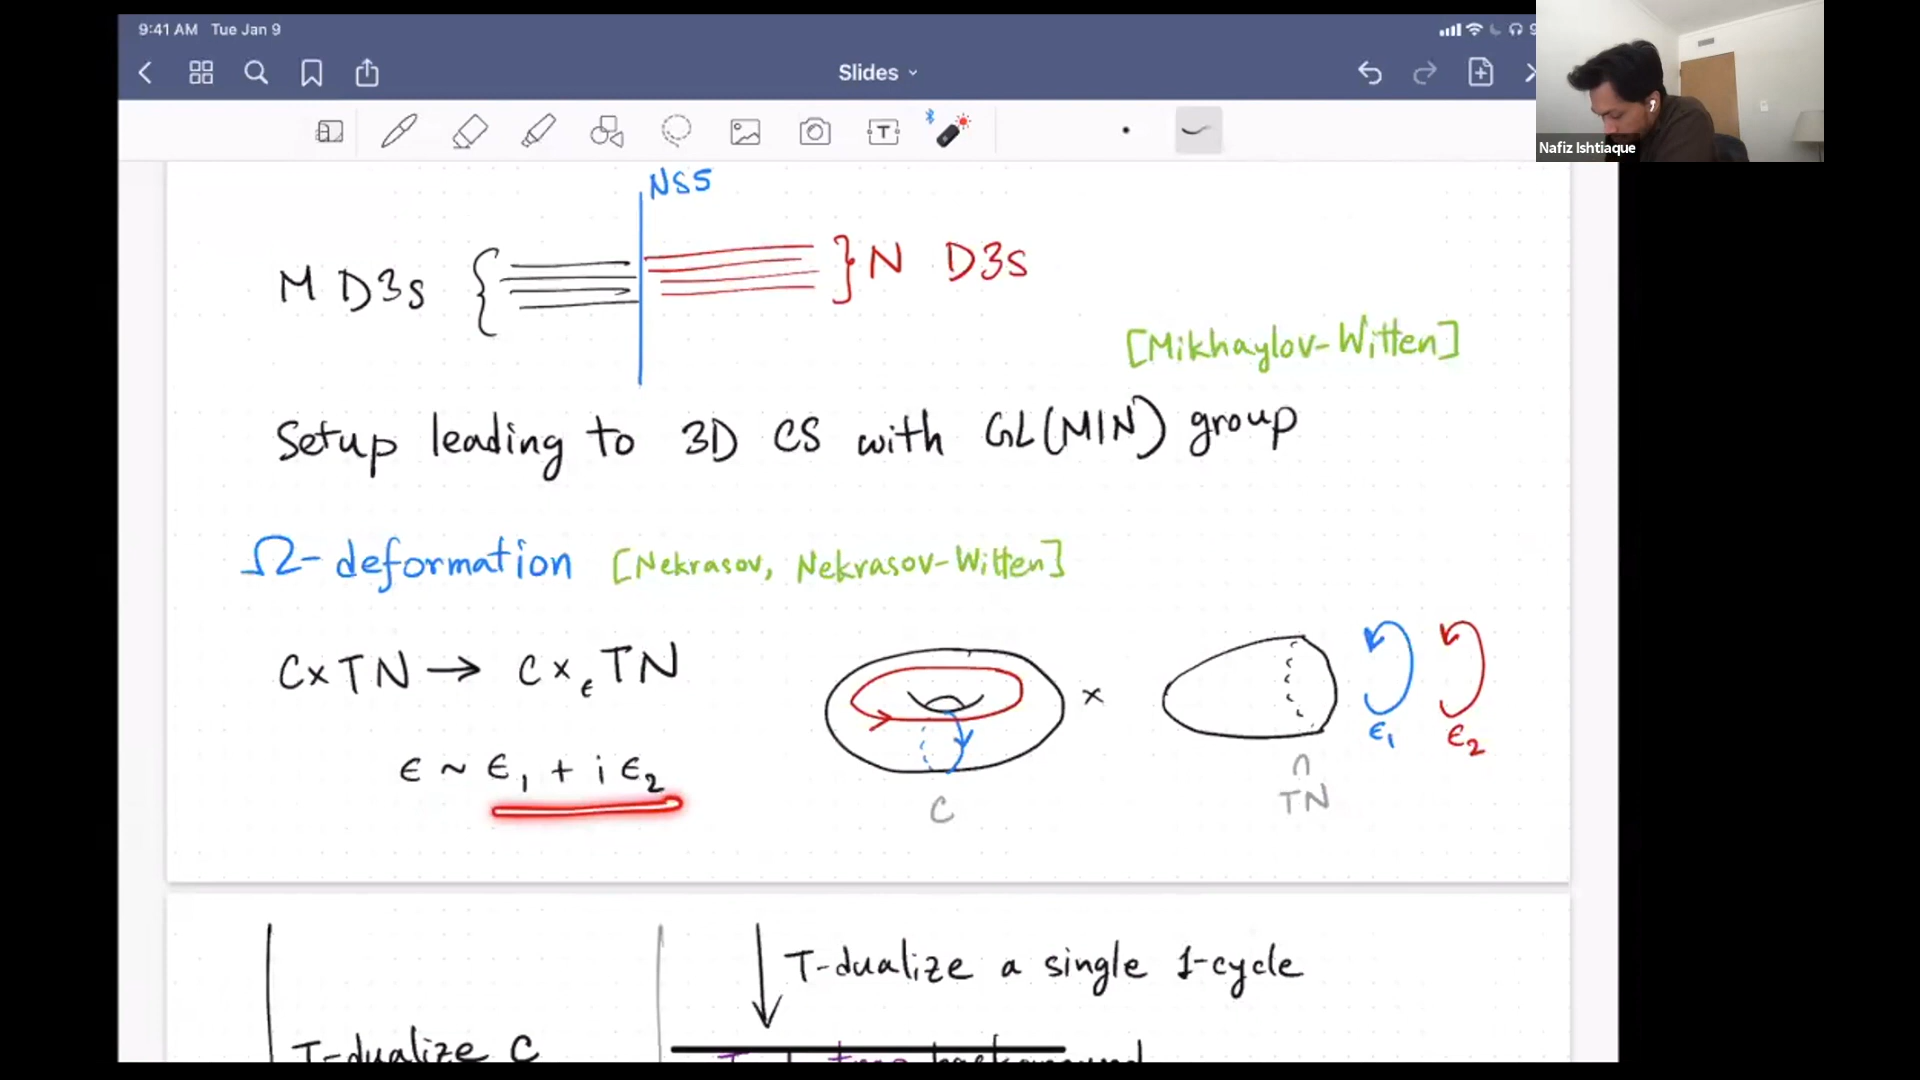 9:41 AM Tue Jan 9
Slides
T
Nafiz Ishtiaque
NS5
M D3s { } N D3s
[Mikhaylov-Witten]
Setup leading to 3D CS with GL(M|N) group
Ω-deformation [Nekrasov, Nekrasov-Witten]
C×TN → C×_ϵ TN
×
ϵ₁ ϵ₂
ϵ ~ ϵ₁ + i ϵ₂
C
∩
TN
T-dualize a single 1-cycle
T-dualize C
background